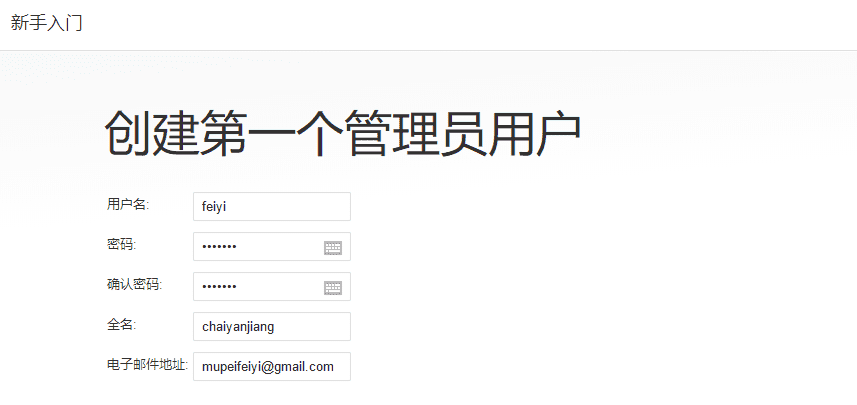 新手入门
创建第一个管理员用户
用户名: feiyi
密码: •••••••
确认密码: •••••••
全名: chaiyanjiang
电子邮件地址: mupeifeiyi@gmail.com